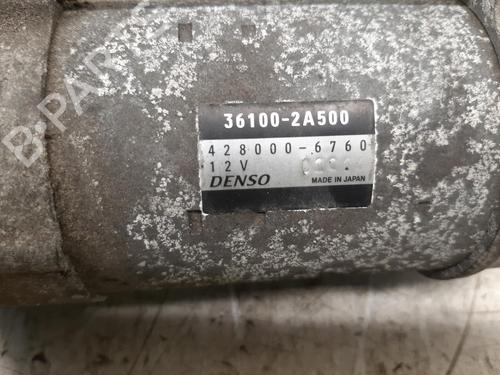 36100-2A500
428000-6760
12V
DENSO MADE IN JAPAN
B-PARTS